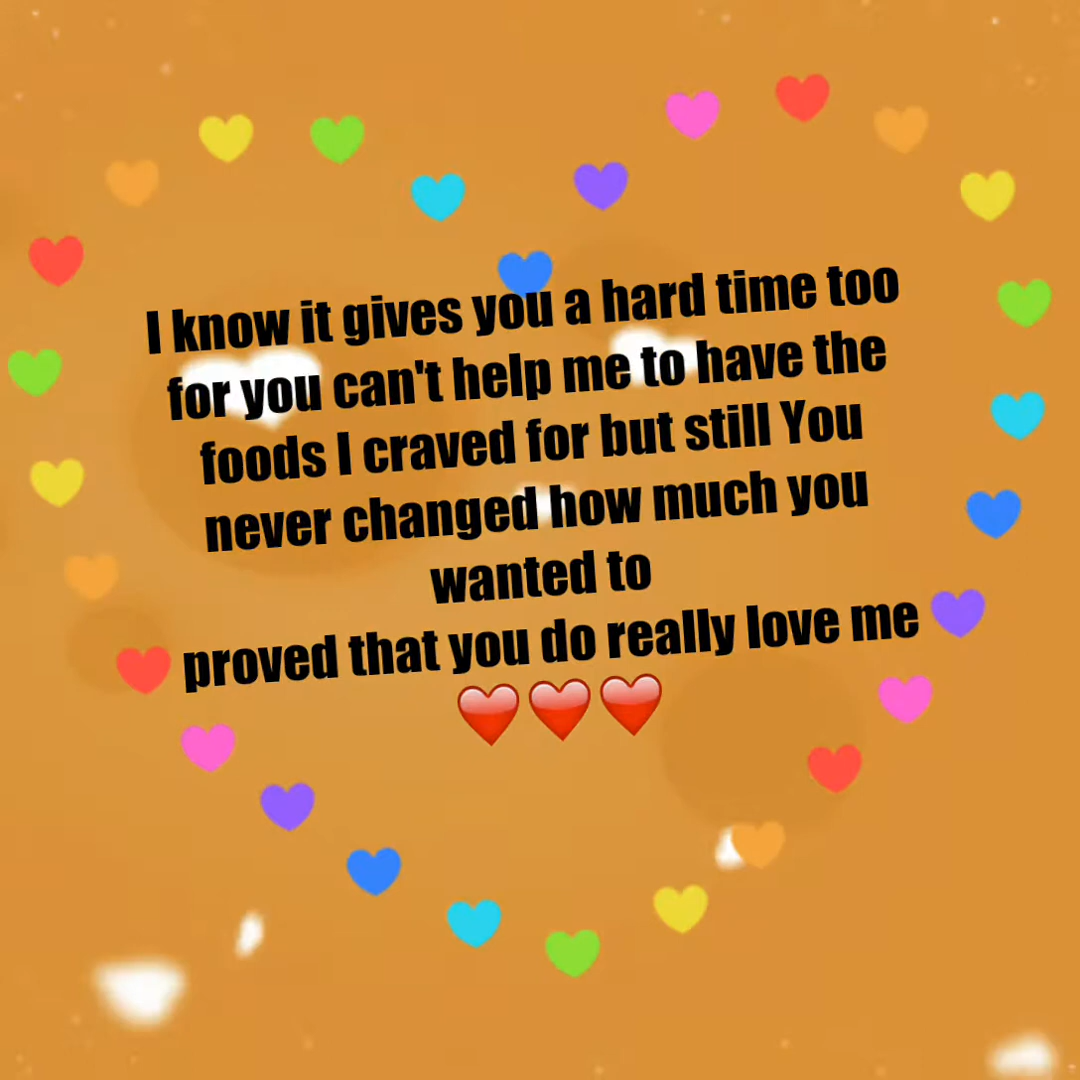 I know it gives you a hard time too
for you can't help me to have the
foods I craved for but still You
never changed how much you
wanted to
proved that you do really love me
❤️❤️❤️